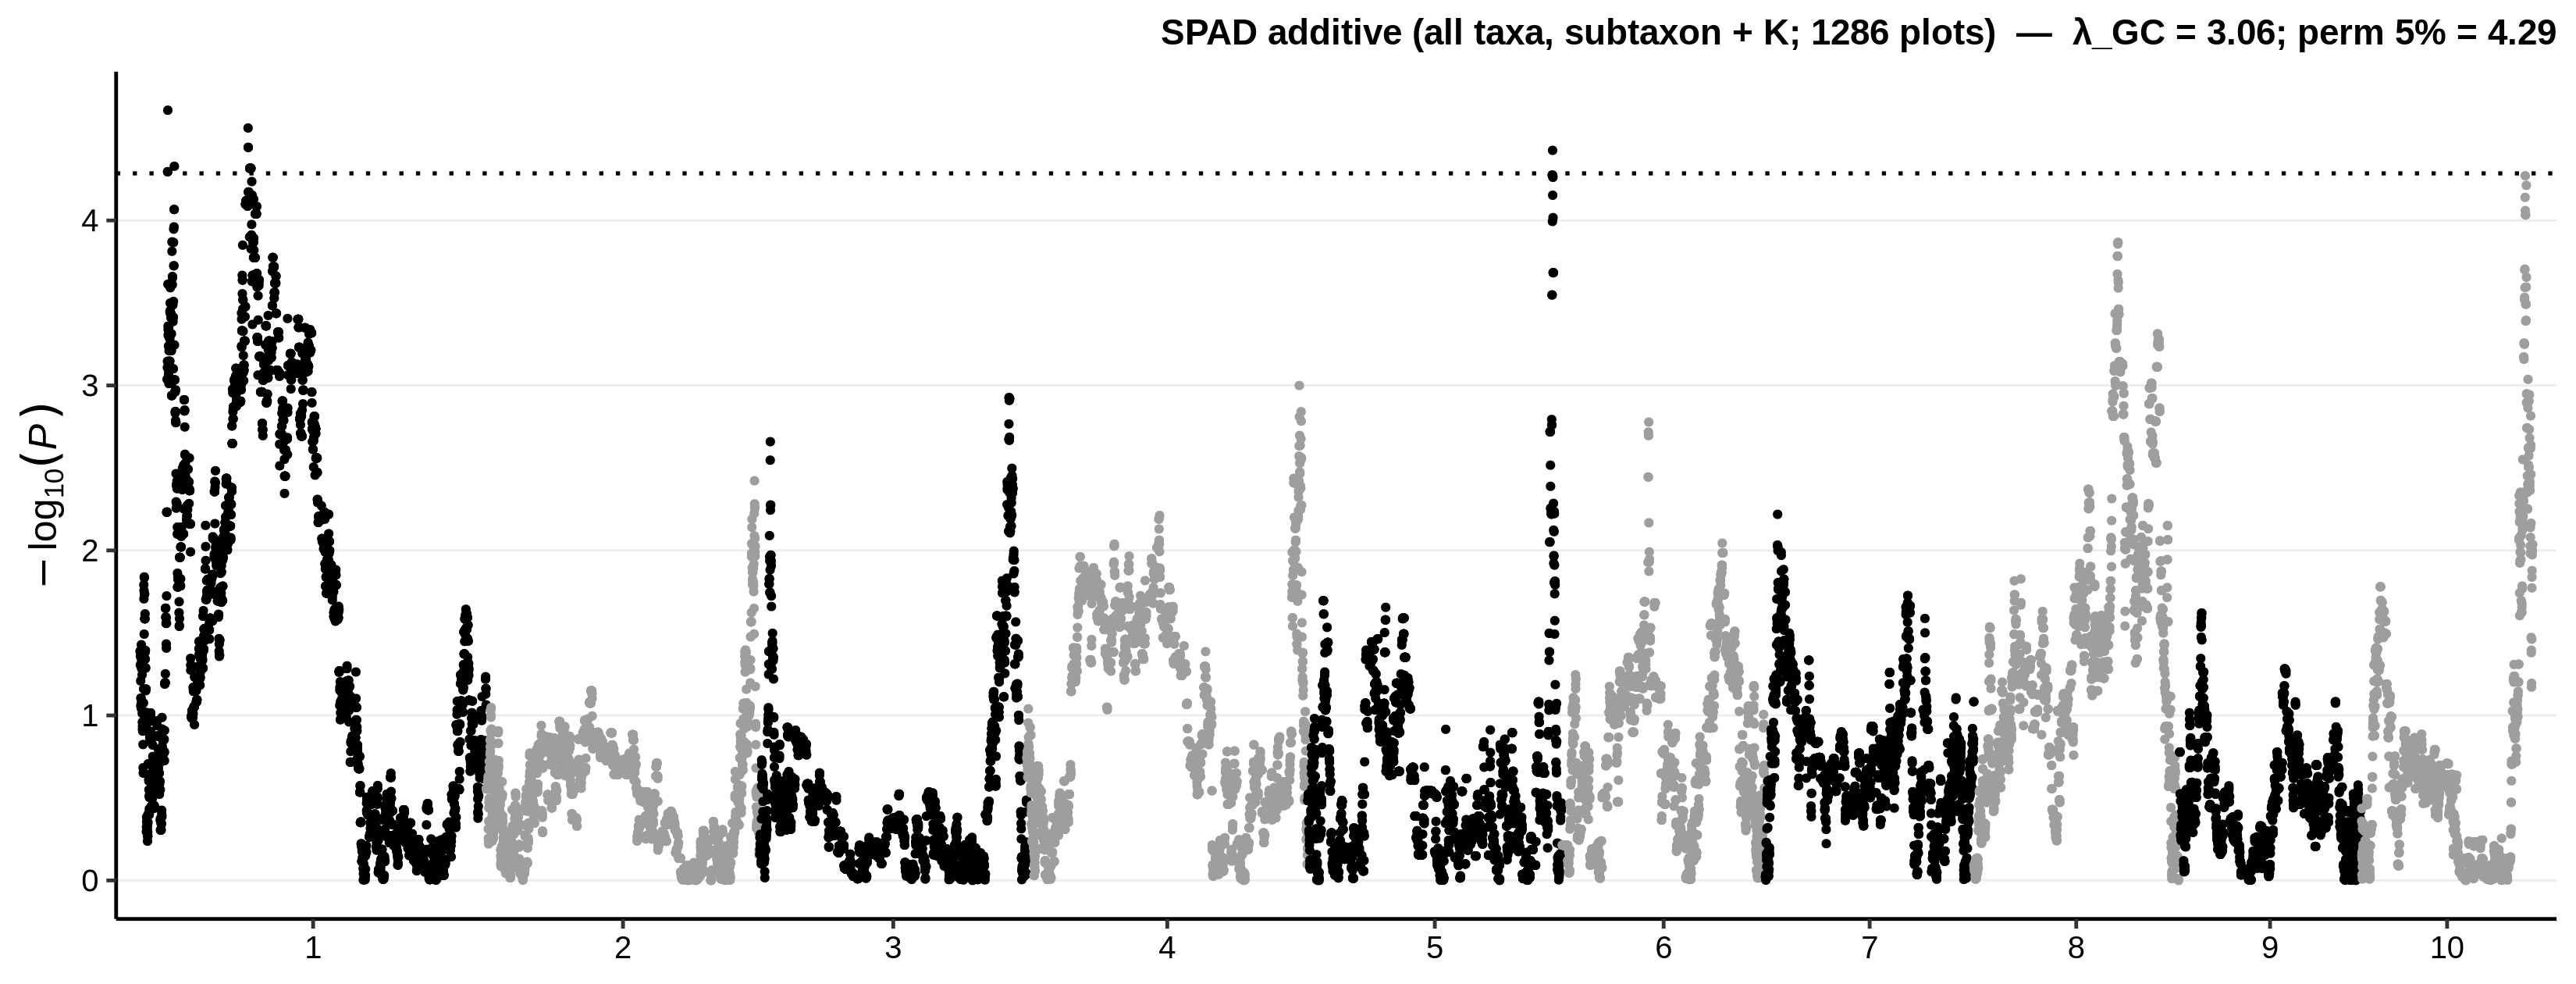 SPAD additive (all taxa, subtaxon + K; 1286 plots) — λ_GC = 3.06; perm 5% = 4.29
− log10(P)
4
3
2
1
0
1 2 3 4 5 6 7 8 9 10